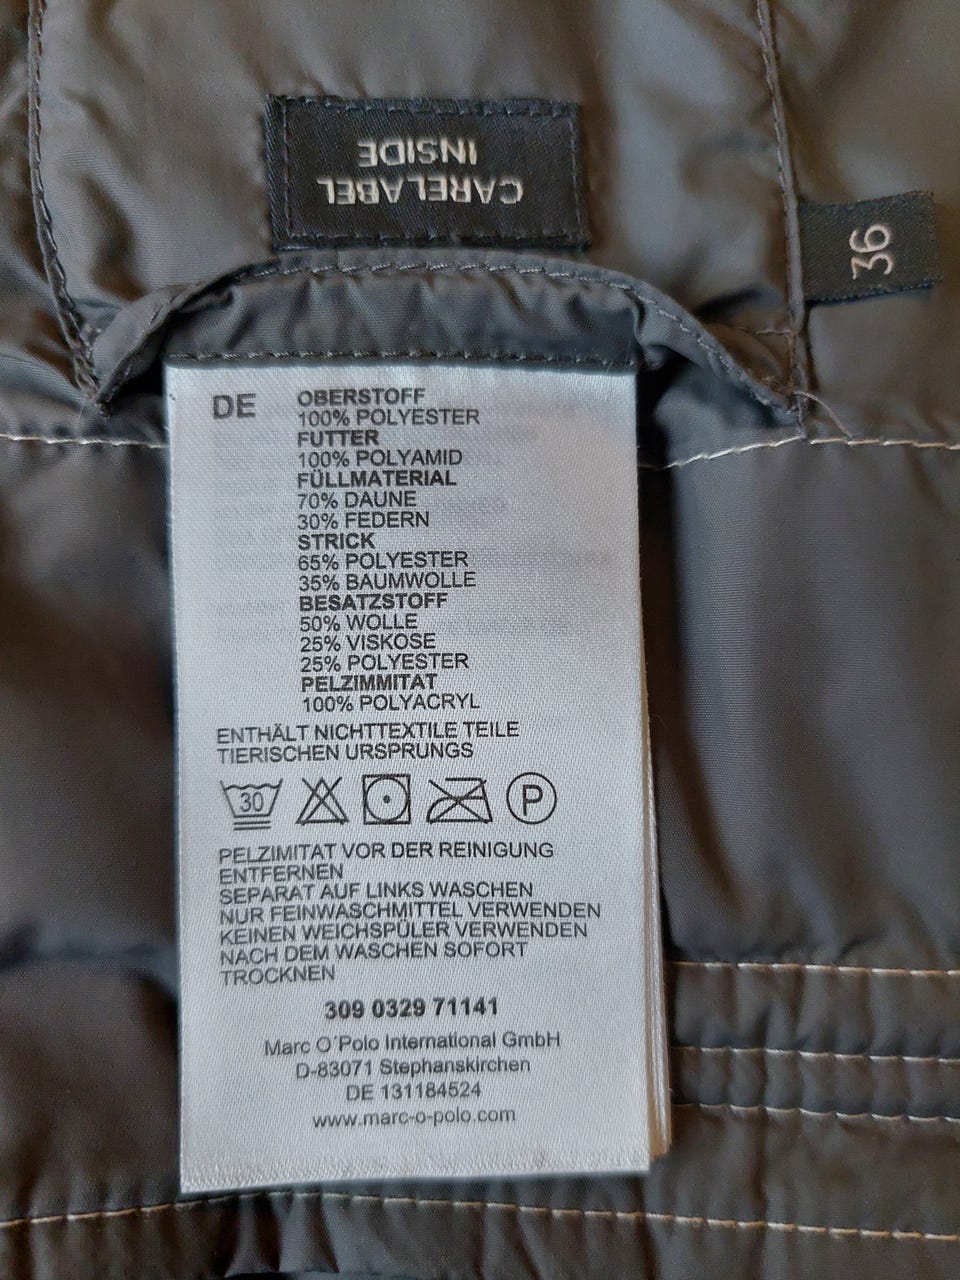 CARELABEL
INSIDE
36
DE
OBERSTOFF
100% POLYESTER
FUTTER
100% POLYAMID
FÜLLMATERIAL
70% DAUNE
30% FEDERN
STRICK
65% POLYESTER
35% BAUMWOLLE
BESATZSTOFF
50% WOLLE
25% VISKOSE
25% POLYESTER
PELZIMMITAT
100% POLYACRYL
ENTHÄLT NICHTTEXTILE TEILE
TIERISCHEN URSPRUNGS
30
P
PELZIMITAT VOR DER REINIGUNG
ENTFERNEN
SEPARAT AUF LINKS WASCHEN
NUR FEINWASCHMITTEL VERWENDEN
KEINEN WEICHSPÜLER VERWENDEN
NACH DEM WASCHEN SOFORT
TROCKNEN
309 0329 71141
Marc O´Polo International GmbH
D-83071 Stephanskirchen
DE 131184524
www.marc-o-polo.com